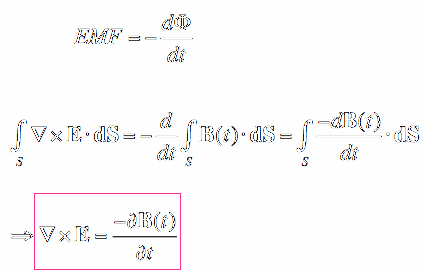 EMF = −dΦ/dt
∫_S ∇×E·dS = −d/dt ∫_S B(t)·dS = ∫_S −dB(t)/dt ·dS
⇒ ∇×E = −∂B(t)/∂t